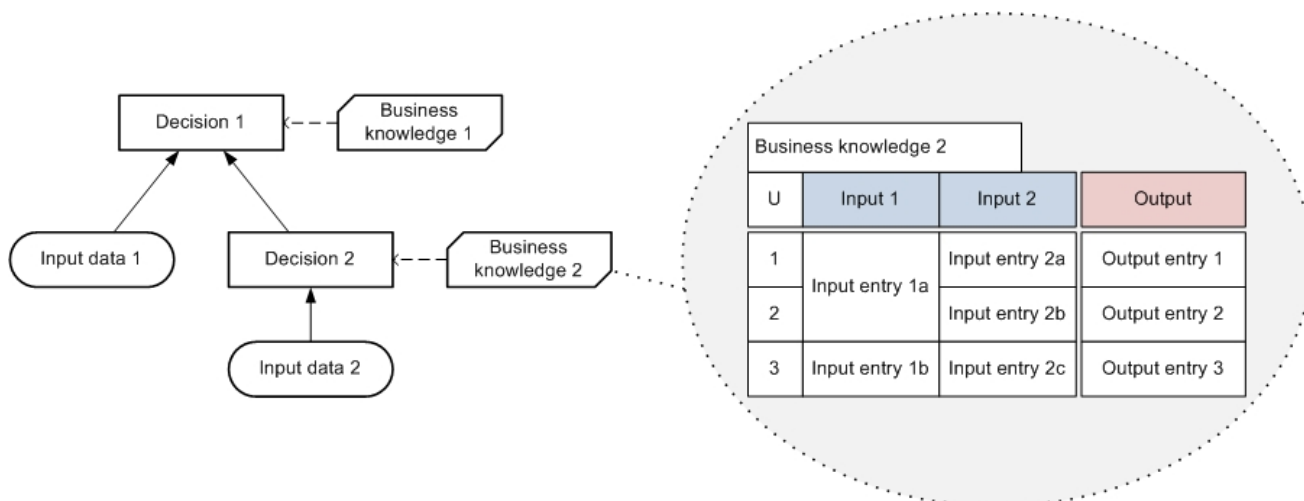 Decision 1
Business
knowledge 1
Input data 1
Decision 2
Business
knowledge 2
Input data 2
Business knowledge 2
U Input 1 Input 2 Output
1 Input entry 1a Input entry 2a Output entry 1
2 Input entry 2b Output entry 2
3 Input entry 1b Input entry 2c Output entry 3